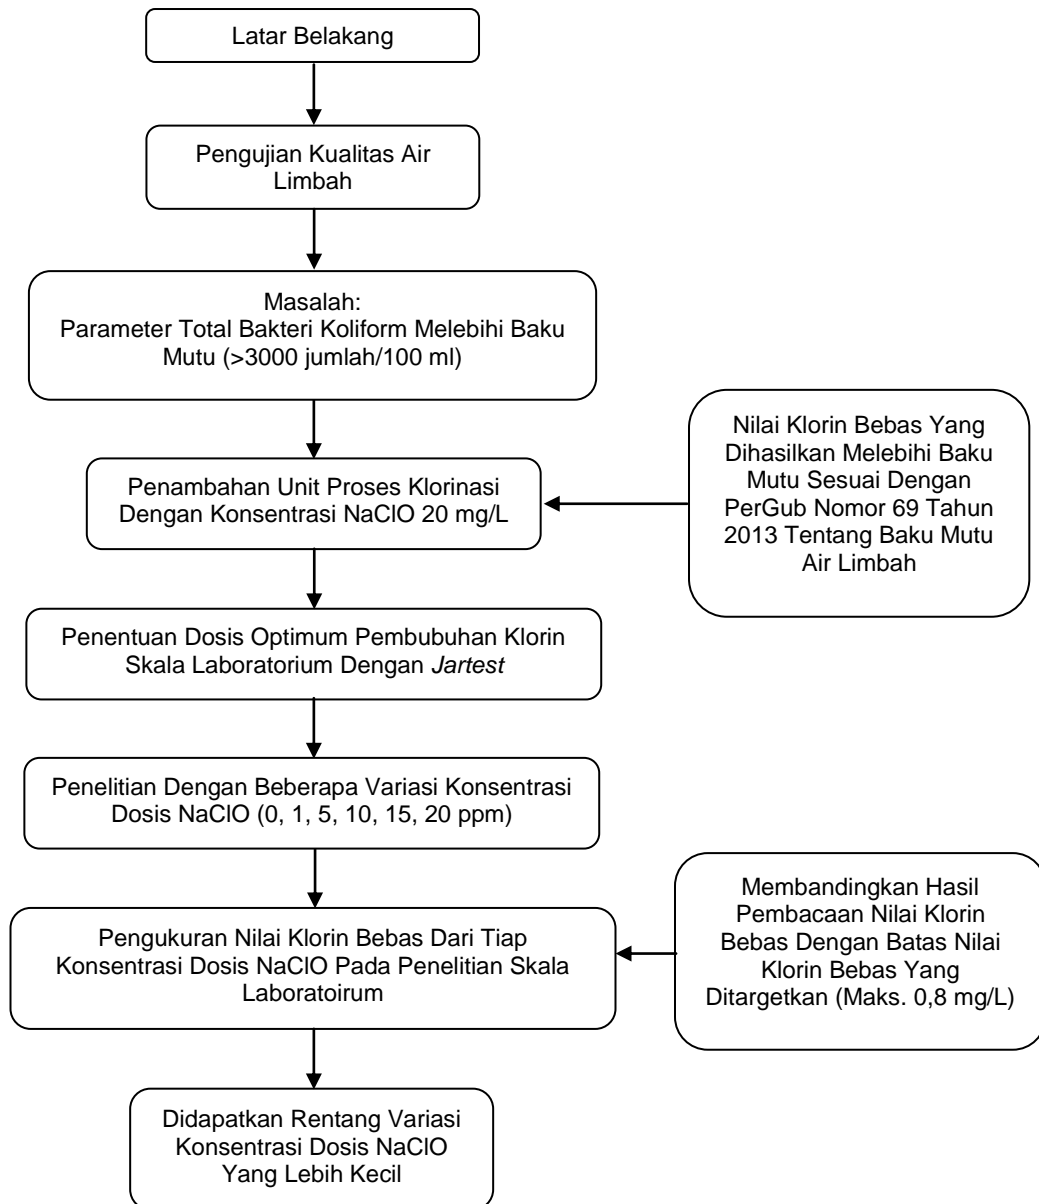 Latar Belakang
Pengujian Kualitas Air
Limbah
Masalah:
Parameter Total Bakteri Koliform Melebihi Baku
Mutu (>3000 jumlah/100 ml)
Nilai Klorin Bebas Yang
Dihasilkan Melebihi Baku
Mutu Sesuai Dengan
PerGub Nomor 69 Tahun
2013 Tentang Baku Mutu
Air Limbah
Penambahan Unit Proses Klorinasi
Dengan Konsentrasi NaClO 20 mg/L
Penentuan Dosis Optimum Pembubuhan Klorin
Skala Laboratorium Dengan Jartest
Penelitian Dengan Beberapa Variasi Konsentrasi
Dosis NaClO (0, 1, 5, 10, 15, 20 ppm)
Membandingkan Hasil
Pembacaan Nilai Klorin
Bebas Dengan Batas Nilai
Klorin Bebas Yang
Ditargetkan (Maks. 0,8 mg/L)
Pengukuran Nilai Klorin Bebas Dari Tiap
Konsentrasi Dosis NaClO Pada Penelitian Skala
Laboratoirum
Didapatkan Rentang Variasi
Konsentrasi Dosis NaClO
Yang Lebih Kecil